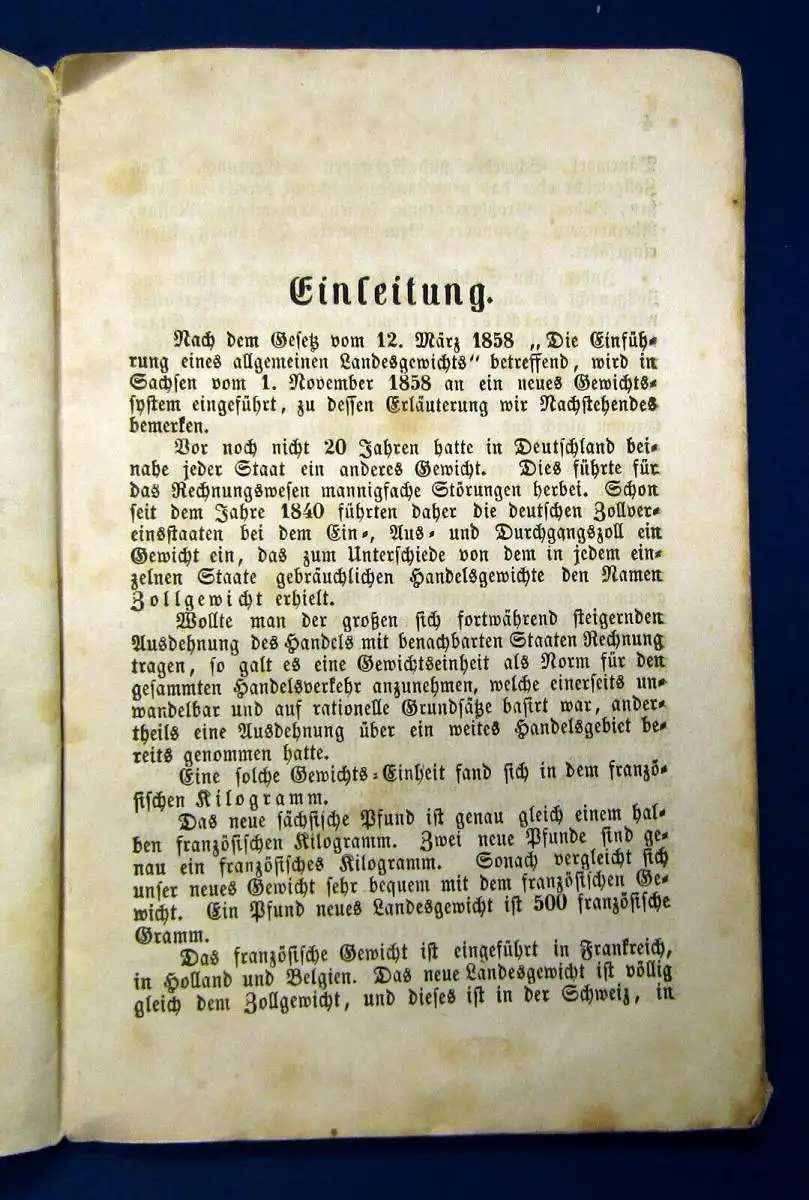 Einleitung.
Nach dem Gesetz vom 12. März 1858 „Die Einfüh-
rung eines allgemeinen Landesgewichts" betreffend, wird in
Sachsen vom 1. November 1858 an ein neues Gewichts-
system eingeführt, zu dessen Erläuterung wir Nachstehendes
bemerken.
Vor noch nicht 20 Jahren hatte in Deutschland bei-
nahe jeder Staat ein anderes Gewicht. Dies führte für
das Rechnungswesen mannigfache Störungen herbei. Schon
seit dem Jahre 1840 führten daher die deutschen Zollver-
einsstaaten bei dem Ein-, Aus- und Durchgangszoll ein
Gewicht ein, das zum Unterschiede von dem in jedem ein-
zelnen Staate gebräuchlichen Handelsgewichte den Namen
Zollgewicht erhielt.
Wollte man der großen sich fortwährend steigernden
Ausdehnung des Handels mit benachbarten Staaten Rechnung
tragen, so galt es eine Gewichtseinheit als Norm für den
gesammten Handelsverkehr anzunehmen, welche einerseits un-
wandelbar und auf rationelle Grundsätze basirt war, ander-
theils eine Ausdehnung über ein weites Handelsgebiet be-
reits genommen hatte.
Eine solche Gewichts-Einheit fand sich in dem franzö-
sischen Kilogramm.
Das neue sächsische Pfund ist genau gleich einem hal-
ben französischen Kilogramm. Zwei neue Pfunde sind ge-
nau ein französisches Kilogramm. Sonach vergleicht sich
unser neues Gewicht sehr bequem mit dem französischen Ge-
wicht. Ein Pfund neues Landesgewicht ist 500 französische
Gramm.
Das französische Gewicht ist eingeführt in Frankreich,
in Holland und Belgien. Das neue Landesgewicht ist völlig
gleich dem Zollgewicht, und dieses ist in der Schweiz, in